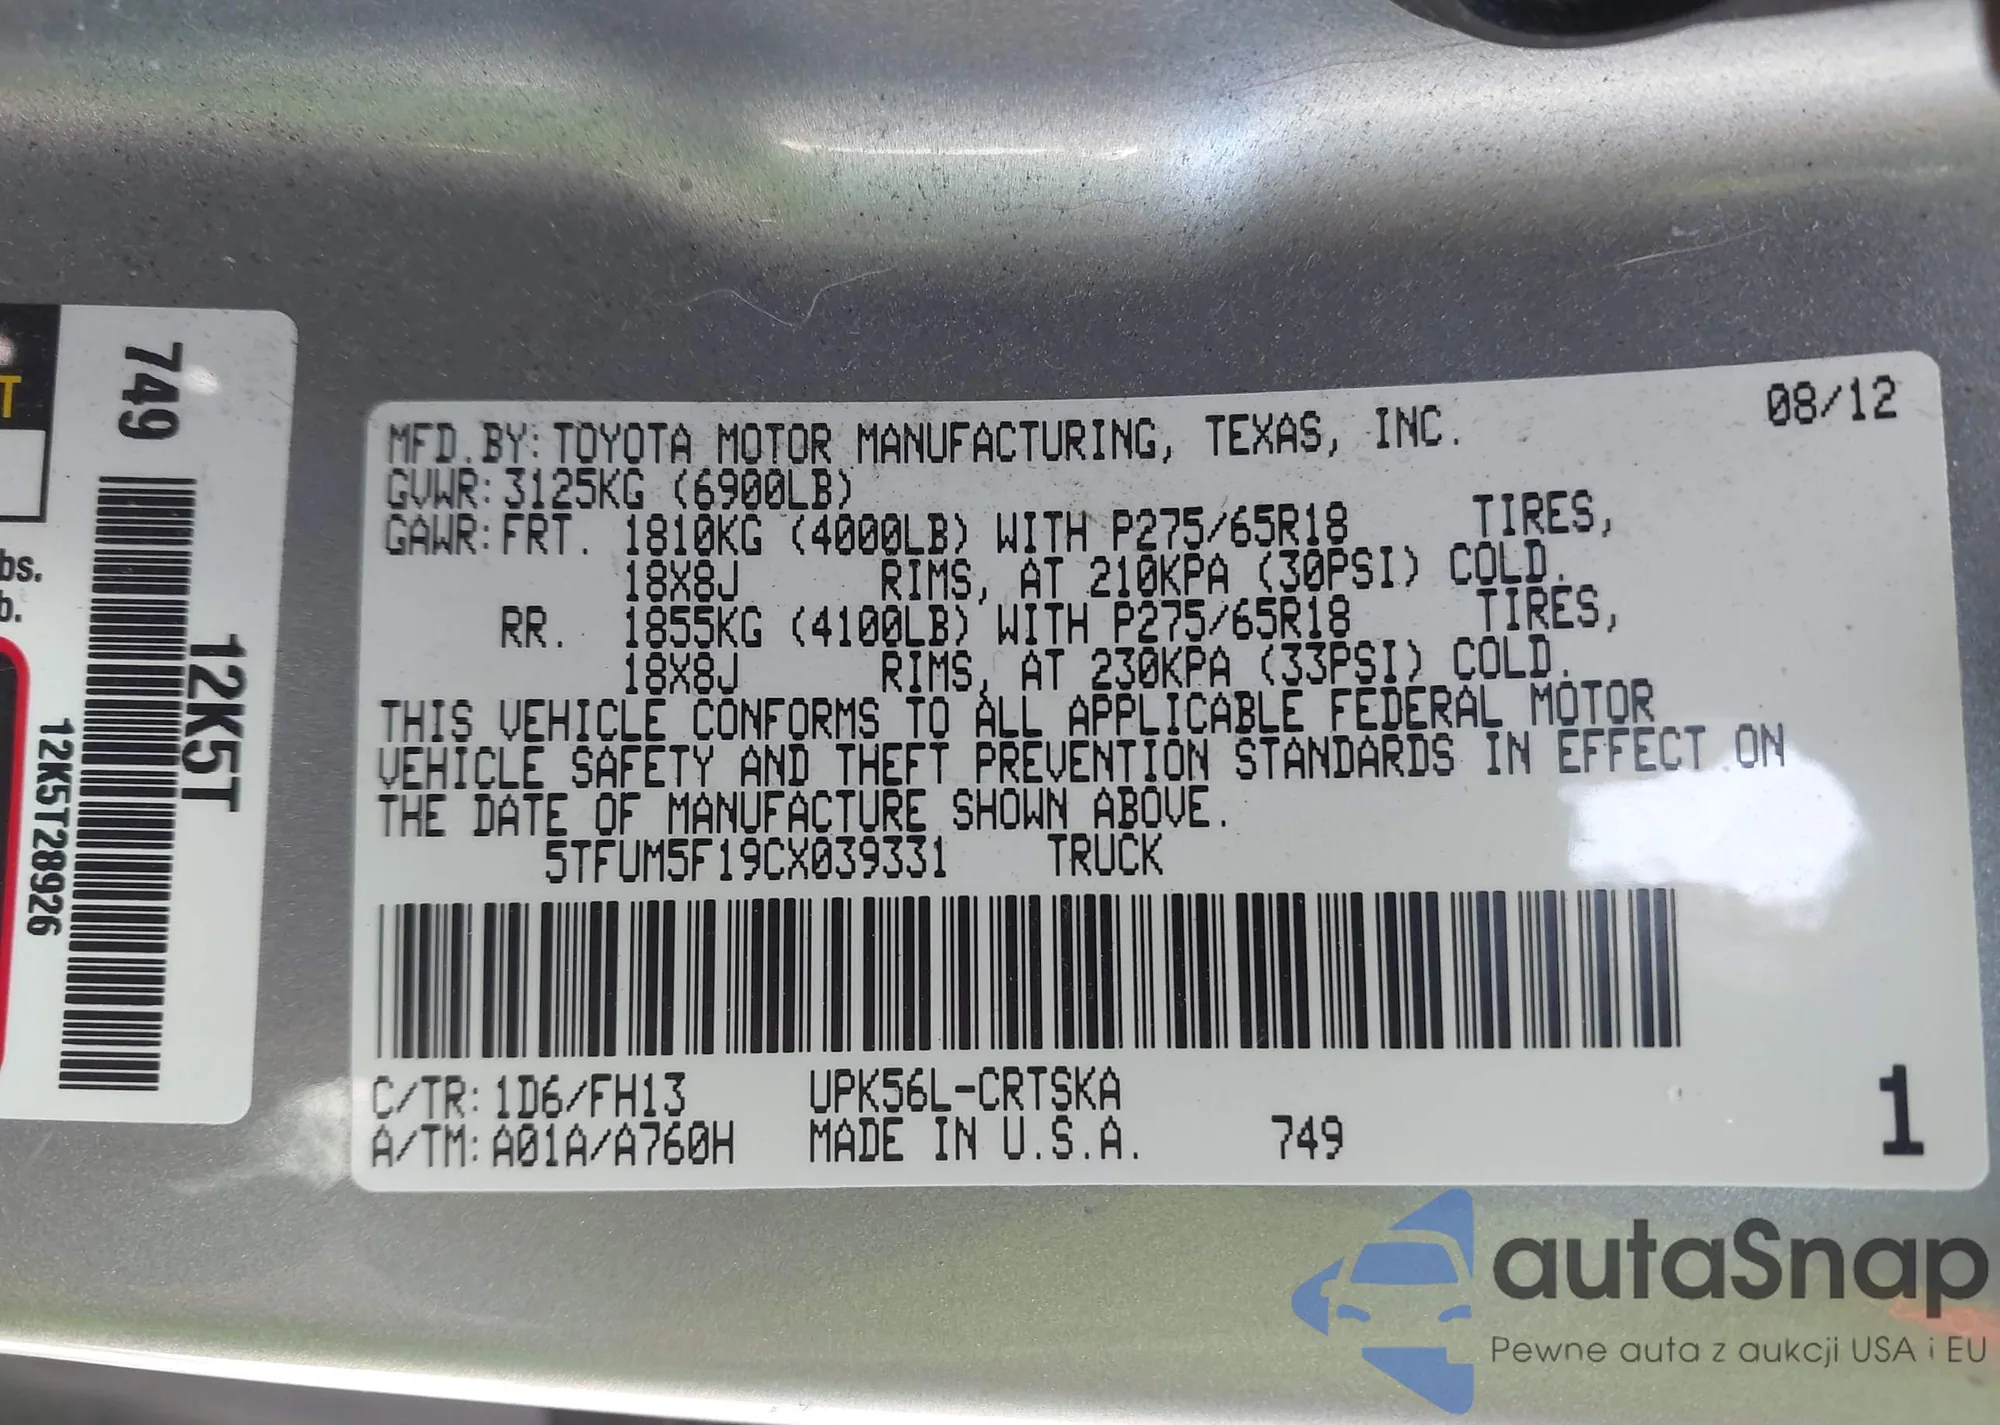 T
bs.
b.
749
12K5T
12K5T28926
08/12
MFD.BY: TOYOTA MOTOR MANUFACTURING, TEXAS, INC.
GVWR: 3125KG (6900LB)
GAWR: FRT. 1810KG (4000LB) WITH P275/65R18 TIRES,
18X8J RIMS, AT 210KPA (30PSI) COLD.
RR. 1855KG (4100LB) WITH P275/65R18 TIRES,
18X8J RIMS, AT 230KPA (33PSI) COLD.
THIS VEHICLE CONFORMS TO ALL APPLICABLE FEDERAL MOTOR
VEHICLE SAFETY AND THEFT PREVENTION STANDARDS IN EFFECT ON
THE DATE OF MANUFACTURE SHOWN ABOVE.
5TFUM5F19CX039331 TRUCK
C/TR: 1D6/FH13 UPK56L-CRTSKA
A/TM: A01A/A760H MADE IN U.S.A. 749
1
autaSnap
Pewne auta z aukcji USA i EU